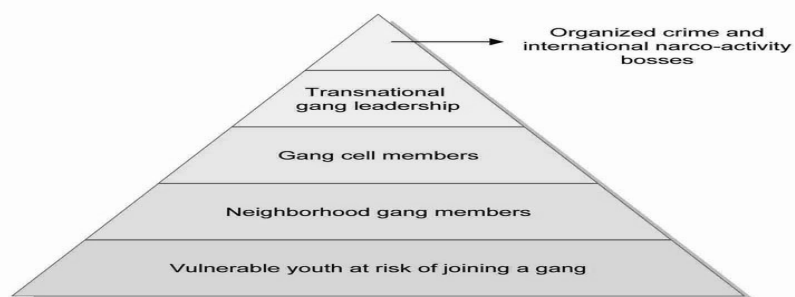 Organized crime and
international narco-activity
bosses
Transnational
gang leadership
Gang cell members
Neighborhood gang members
Vulnerable youth at risk of joining a gang